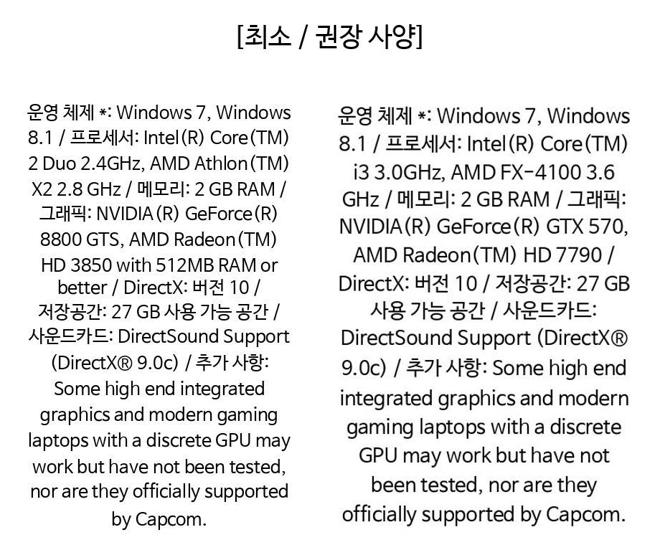 [최소 / 권장 사양]
운영 체제 *: Windows 7, Windows
8.1 / 프로세서: Intel(R) Core(TM)
2 Duo 2.4GHz, AMD Athlon(TM)
X2 2.8 GHz / 메모리: 2 GB RAM /
그래픽: NVIDIA(R) GeForce(R)
8800 GTS, AMD Radeon(TM)
HD 3850 with 512MB RAM or
better / DirectX: 버전 10 /
저장공간: 27 GB 사용 가능 공간 /
사운드카드: DirectSound Support
(DirectX® 9.0c) / 추가 사항:
Some high end integrated
graphics and modern gaming
laptops with a discrete GPU may
work but have not been tested,
nor are they officially supported
by Capcom.
운영 체제 *: Windows 7, Windows
8.1 / 프로세서: Intel(R) Core(TM)
i3 3.0GHz, AMD FX-4100 3.6
GHz / 메모리: 2 GB RAM / 그래픽:
NVIDIA(R) GeForce(R) GTX 570,
AMD Radeon(TM) HD 7790 /
DirectX: 버전 10 / 저장공간: 27 GB
사용 가능 공간 / 사운드카드:
DirectSound Support (DirectX®
9.0c) / 추가 사항: Some high end
integrated graphics and modern
gaming laptops with a discrete
GPU may work but have not
been tested, nor are they
officially supported by Capcom.